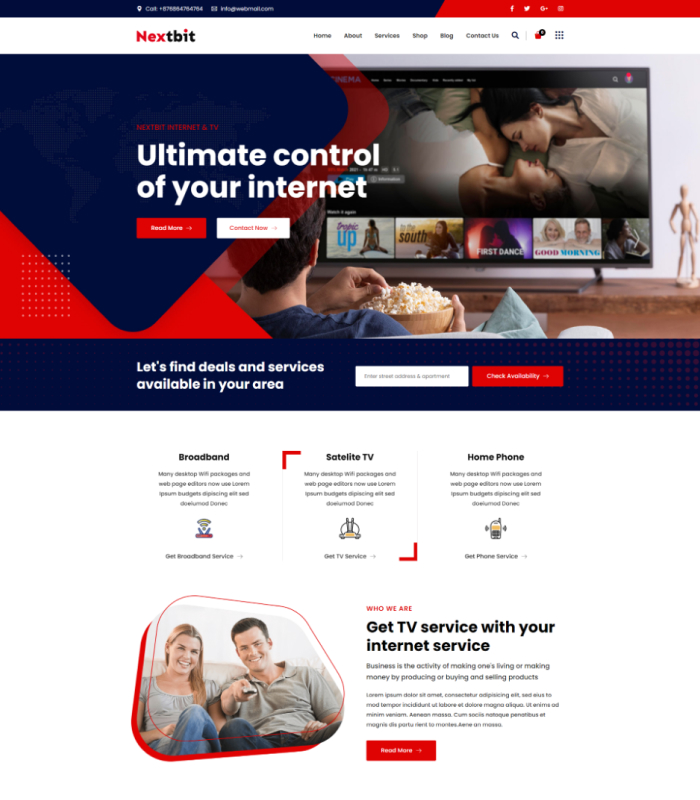 Call: +876894764764 info@webmail.com
Nextbit
Home About Services Shop Blog Contact Us
CINEMA
NEXTBIT INTERNET & TV
Ultimate control
of your internet
Read More →
Contact Now →
Watch it again
up
the south
FIRST DANCE
GOOD MORNING
Let's find deals and services
available in your area
Enter street address & apartment
Check Availability →
Broadband
Many desktop Wifi packages and
web page editors now use Lorem
Ipsum budgets dipiscing elit sed
doeiumod Donec
Get Broadband Service →
Satelite TV
Many desktop Wifi packages and
web page editors now use Lorem
Ipsum budgets dipiscing elit sed
doeiumod Donec
Get TV Service →
Home Phone
Many desktop Wifi packages and
web page editors now use Lorem
Ipsum budgets dipiscing elit sed
doeiumod Donec
Get Phone Service →
WHO WE ARE
Get TV service with your
internet service
Business is the activity of making one's living or making
money by producing or buying and selling products
Lorem ipsum dolor sit amet, consectetur adipisicing elit, sed eius to
mod tempor incididunt ut labore et dolore magna aliqua. Ut enims ad
minim veniam. Aenean massa. Cum sociis natoque penatibus et
magnis dis partu rient to montes.Aene an massa.
Read More →